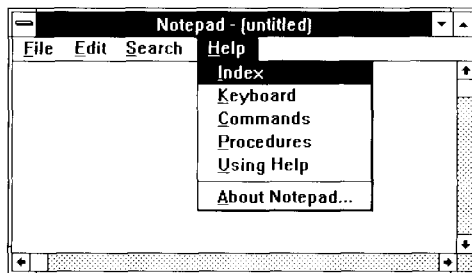 Notepad - (untitled)
File Edit Search Help
Index
Keyboard
Commands
Procedures
Using Help
About Notepad...